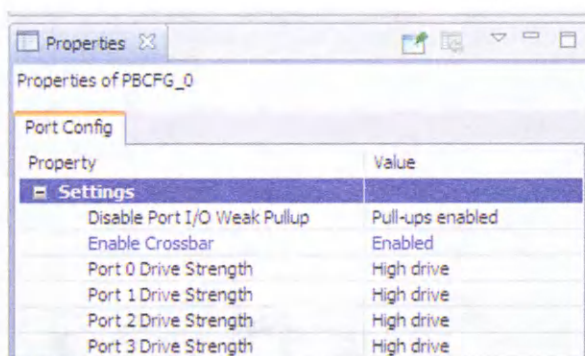 Properties
Properties of PBCFG_0
Port Config
Property Value
Settings
Disable Port I/O Weak Pullup Pull-ups enabled
Enable Crossbar Enabled
Port 0 Drive Strength High drive
Port 1 Drive Strength High drive
Port 2 Drive Strength High drive
Port 3 Drive Strength High drive